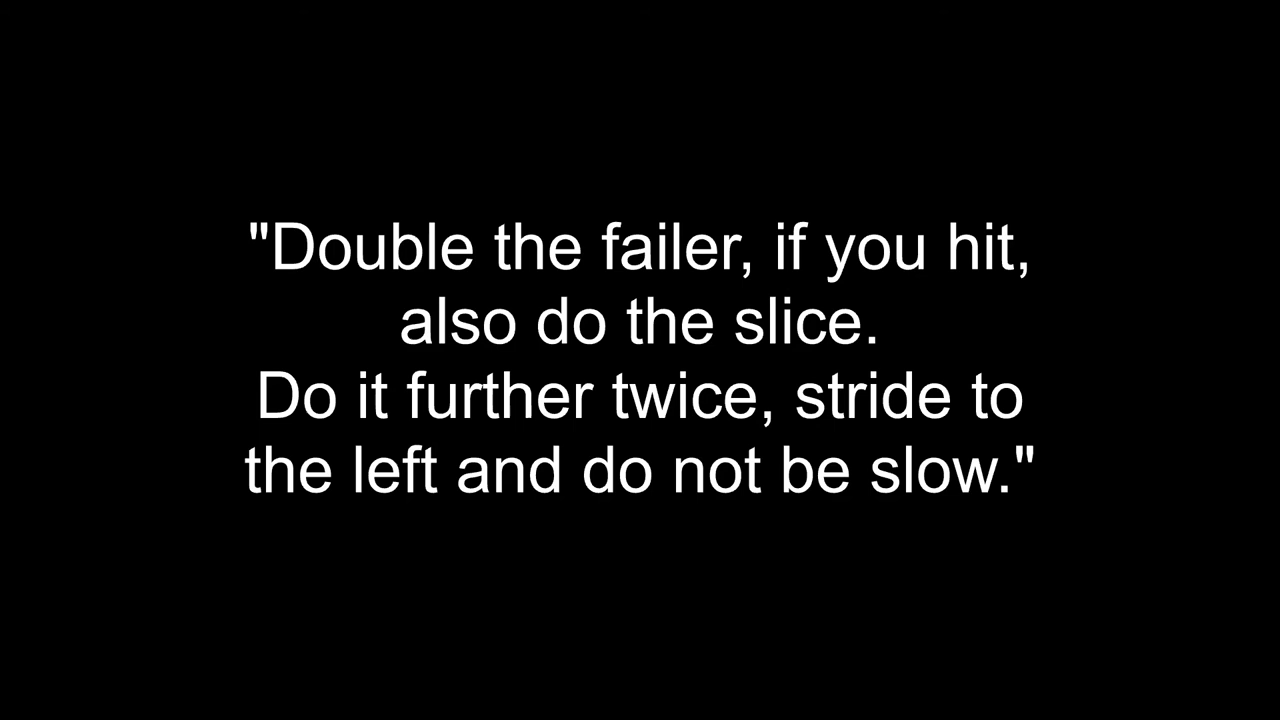 "Double the failer, if you hit,
also do the slice.
Do it further twice, stride to
the left and do not be slow."